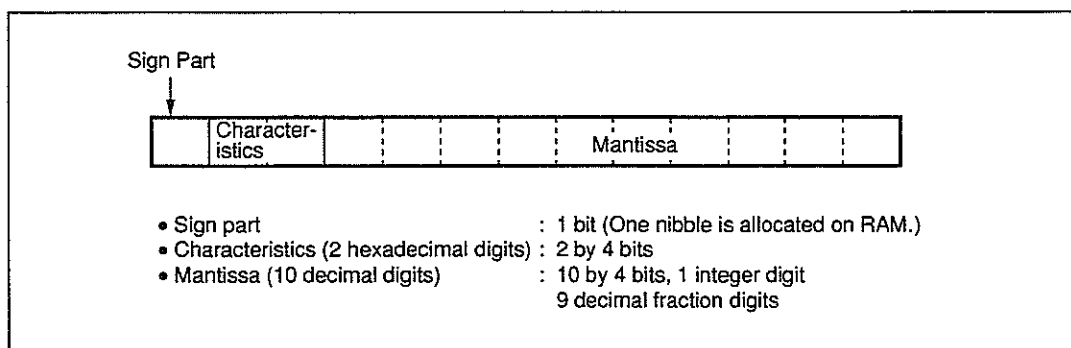 Sign Part
Character-
istics
Mantissa
• Sign part : 1 bit (One nibble is allocated on RAM.)
• Characteristics (2 hexadecimal digits) : 2 by 4 bits
• Mantissa (10 decimal digits) : 10 by 4 bits, 1 integer digit
9 decimal fraction digits